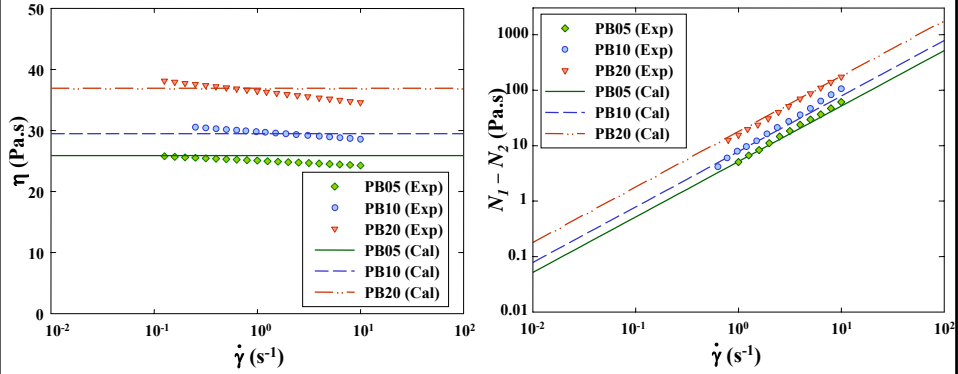 50
40
30
20
10
0
η (Pa.s)
PB05 (Exp)
PB10 (Exp)
PB20 (Exp)
PB05 (Cal)
PB10 (Cal)
PB20 (Cal)
10⁻² 10⁻¹ 10⁰ 10¹ 10²
γ̇ (s⁻¹)
1000
100
10
1
0.1
0.01
N₁ – N₂ (Pa.s)
PB05 (Exp)
PB10 (Exp)
PB20 (Exp)
PB05 (Cal)
PB10 (Cal)
PB20 (Cal)
10⁻² 10⁻¹ 10⁰ 10¹ 10²
γ̇ (s⁻¹)